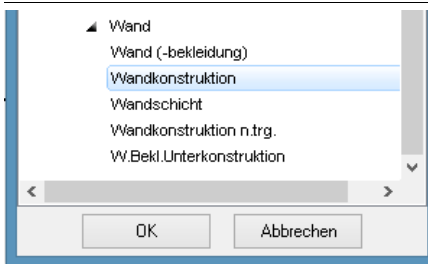 Wand
Wand (-bekleidung)
Wandkonstruktion
Wandschicht
Wandkonstruktion n.trg.
W.Bekl.Unterkonstruktion
OK Abbrechen